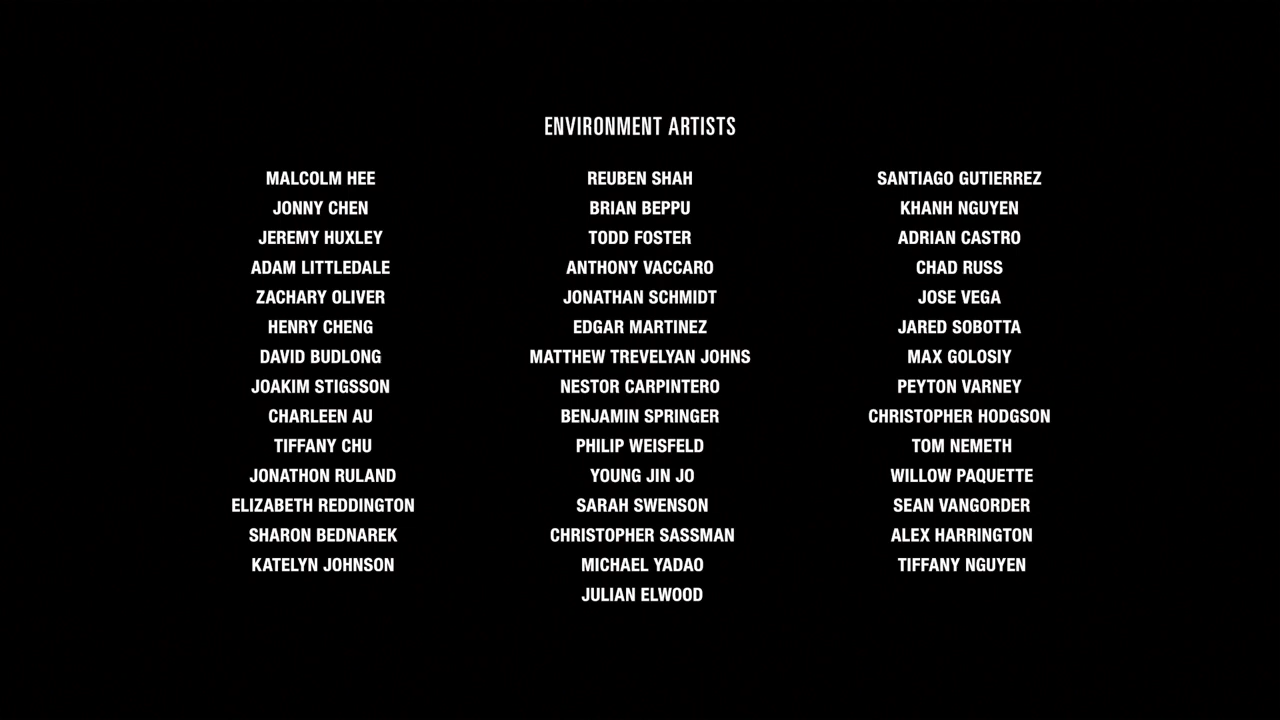 ENVIRONMENT ARTISTS
MALCOLM HEE
JONNY CHEN
JEREMY HUXLEY
ADAM LITTLEDALE
ZACHARY OLIVER
HENRY CHENG
DAVID BUDLONG
JOAKIM STIGSSON
CHARLEEN AU
TIFFANY CHU
JONATHON RULAND
ELIZABETH REDDINGTON
SHARON BEDNAREK
KATELYN JOHNSON
REUBEN SHAH
BRIAN BEPPU
TODD FOSTER
ANTHONY VACCARO
JONATHAN SCHMIDT
EDGAR MARTINEZ
MATTHEW TREVELYAN JOHNS
NESTOR CARPINTERO
BENJAMIN SPRINGER
PHILIP WEISFELD
YOUNG JIN JO
SARAH SWENSON
CHRISTOPHER SASSMAN
MICHAEL YADAO
JULIAN ELWOOD
SANTIAGO GUTIERREZ
KHANH NGUYEN
ADRIAN CASTRO
CHAD RUSS
JOSE VEGA
JARED SOBOTTA
MAX GOLOSIY
PEYTON VARNEY
CHRISTOPHER HODGSON
TOM NEMETH
WILLOW PAQUETTE
SEAN VANGORDER
ALEX HARRINGTON
TIFFANY NGUYEN